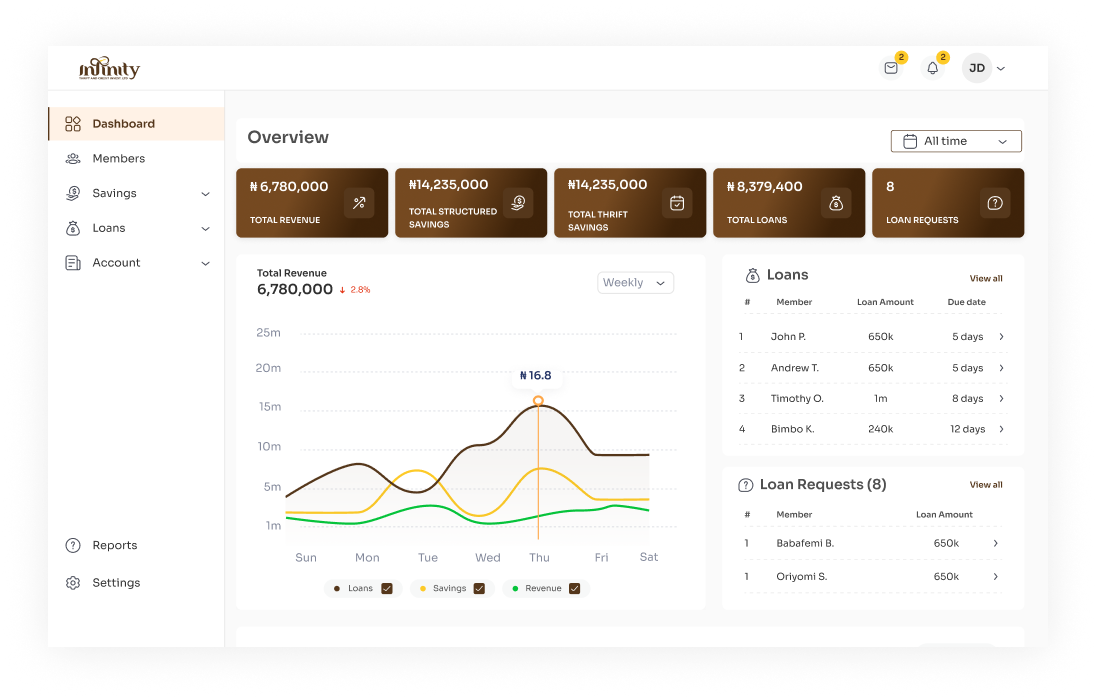 Infinity
THRIFT AND CREDIT INVEST LTD
2
2
JD
Dashboard
Members
Savings
Loans
Account
Reports
Settings
Overview
All time
₦ 6,780,000
TOTAL REVENUE
₦14,235,000
TOTAL STRUCTURED
SAVINGS
₦14,235,000
TOTAL THRIFT
SAVINGS
₦ 8,379,400
TOTAL LOANS
8
LOAN REQUESTS
Total Revenue
6,780,000 ↓ 2.8%
Weekly
25m
20m
15m
10m
5m
1m
₦ 16.8
Sun Mon Tue Wed Thu Fri Sat
Loans Savings Revenue
Loans
View all
# Member Loan Amount Due date
1 John P. 650k 5 days
2 Andrew T. 650k 5 days
3 Timothy O. 1m 8 days
4 Bimbo K. 240k 12 days
Loan Requests (8)
View all
# Member Loan Amount
1 Babafemi B. 650k
1 Oriyomi S. 650k